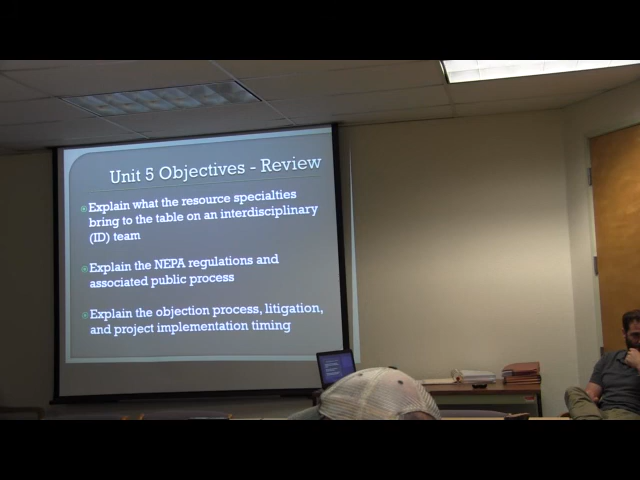 Unit 5 Objectives - Review
Explain what the resource specialties
bring to the table on an interdisciplinary
(ID) team
Explain the NEPA regulations and
associated public process
Explain the objection process, litigation,
and project implementation timing